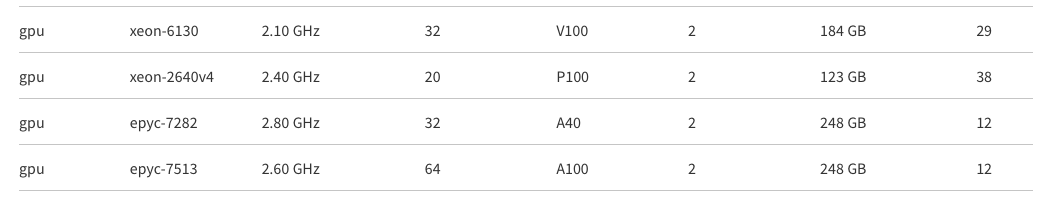 gpu xeon-6130 2.10 GHz 32 V100 2 184 GB 29
gpu xeon-2640v4 2.40 GHz 20 P100 2 123 GB 38
gpu epyc-7282 2.80 GHz 32 A40 2 248 GB 12
gpu epyc-7513 2.60 GHz 64 A100 2 248 GB 12